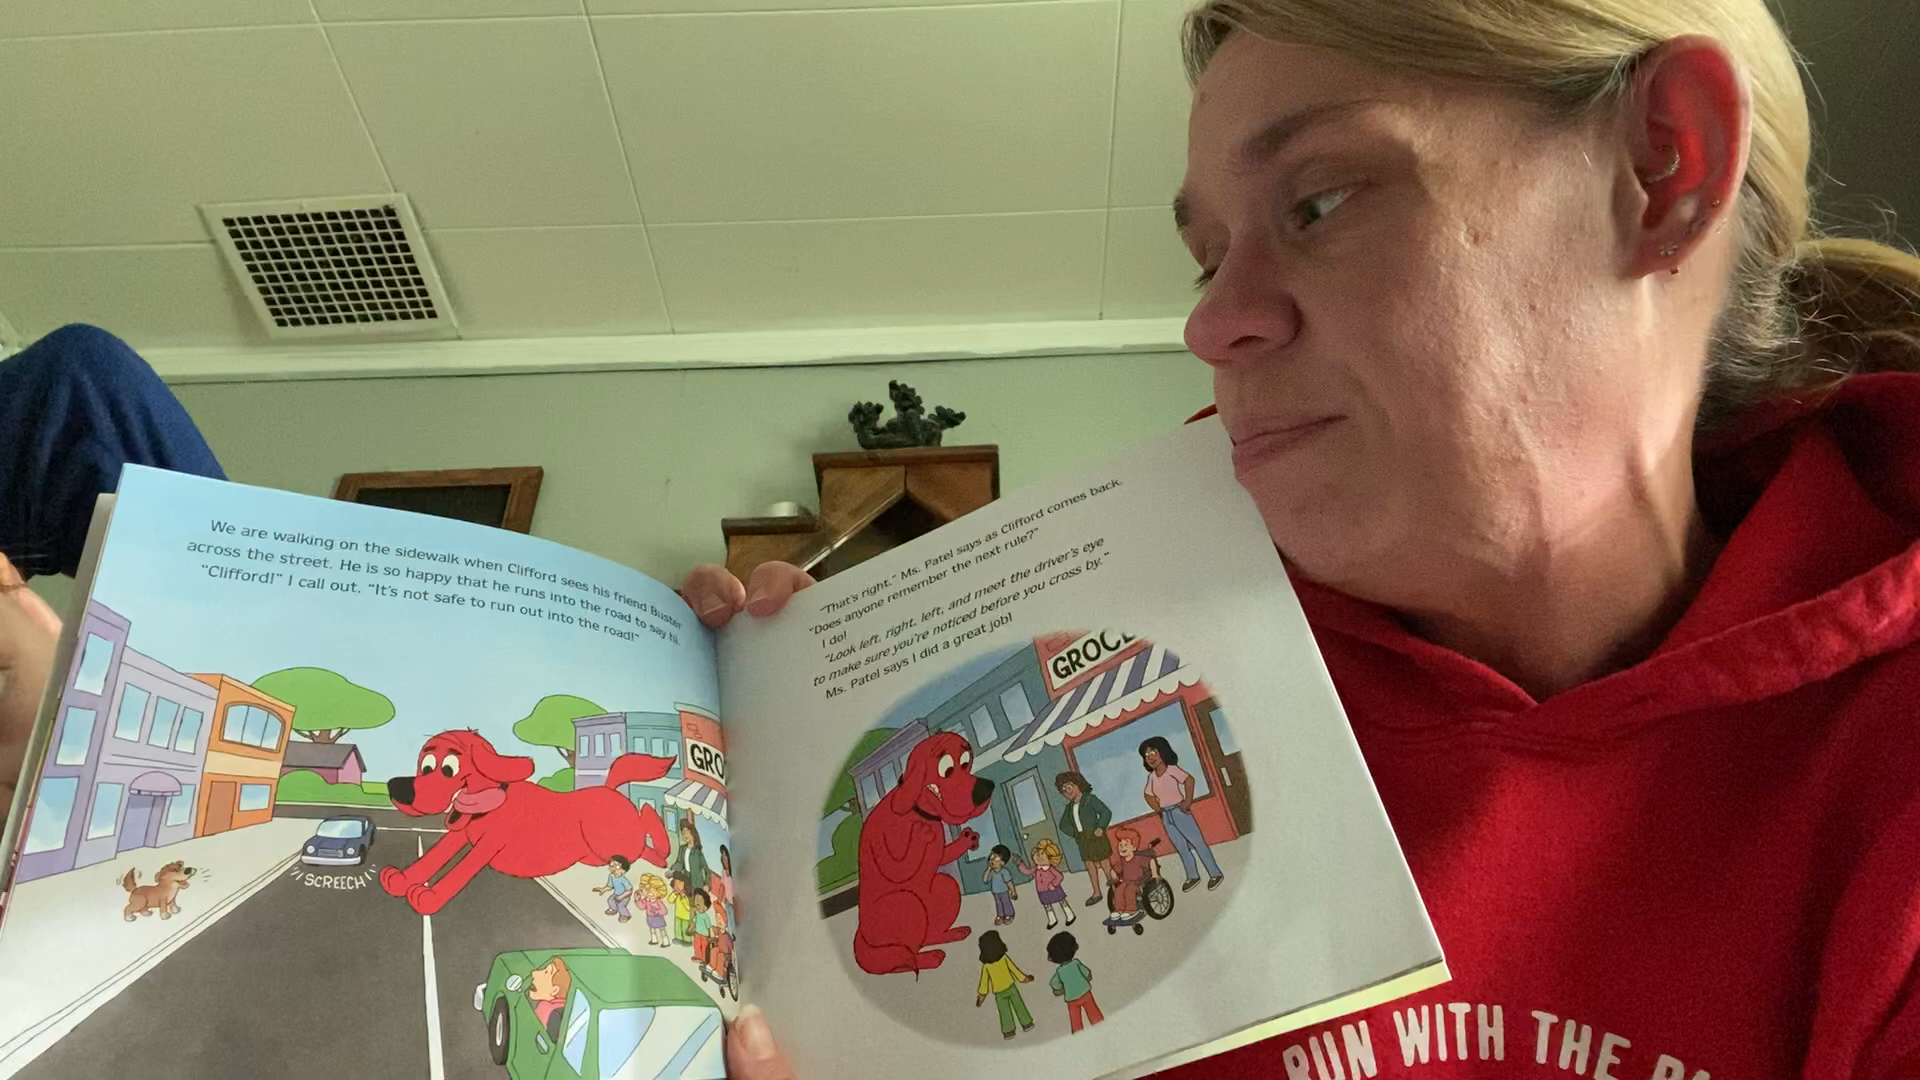 We are walking on the sidewalk when Clifford sees his friend Buster
across the street. He is so happy that he runs into the road to say hi.
“Clifford!” I call out. “It’s not safe to run out into the road!”
SCREECH
GRO
“That’s right.” Ms. Patel says as Clifford comes back.
“Does anyone remember the next rule?”
I do!
“Look left, right, left, and meet the driver’s eye
to make sure you’re noticed before you cross by.”
Ms. Patel says I did a great job!
GROCE
RUN WITH THE